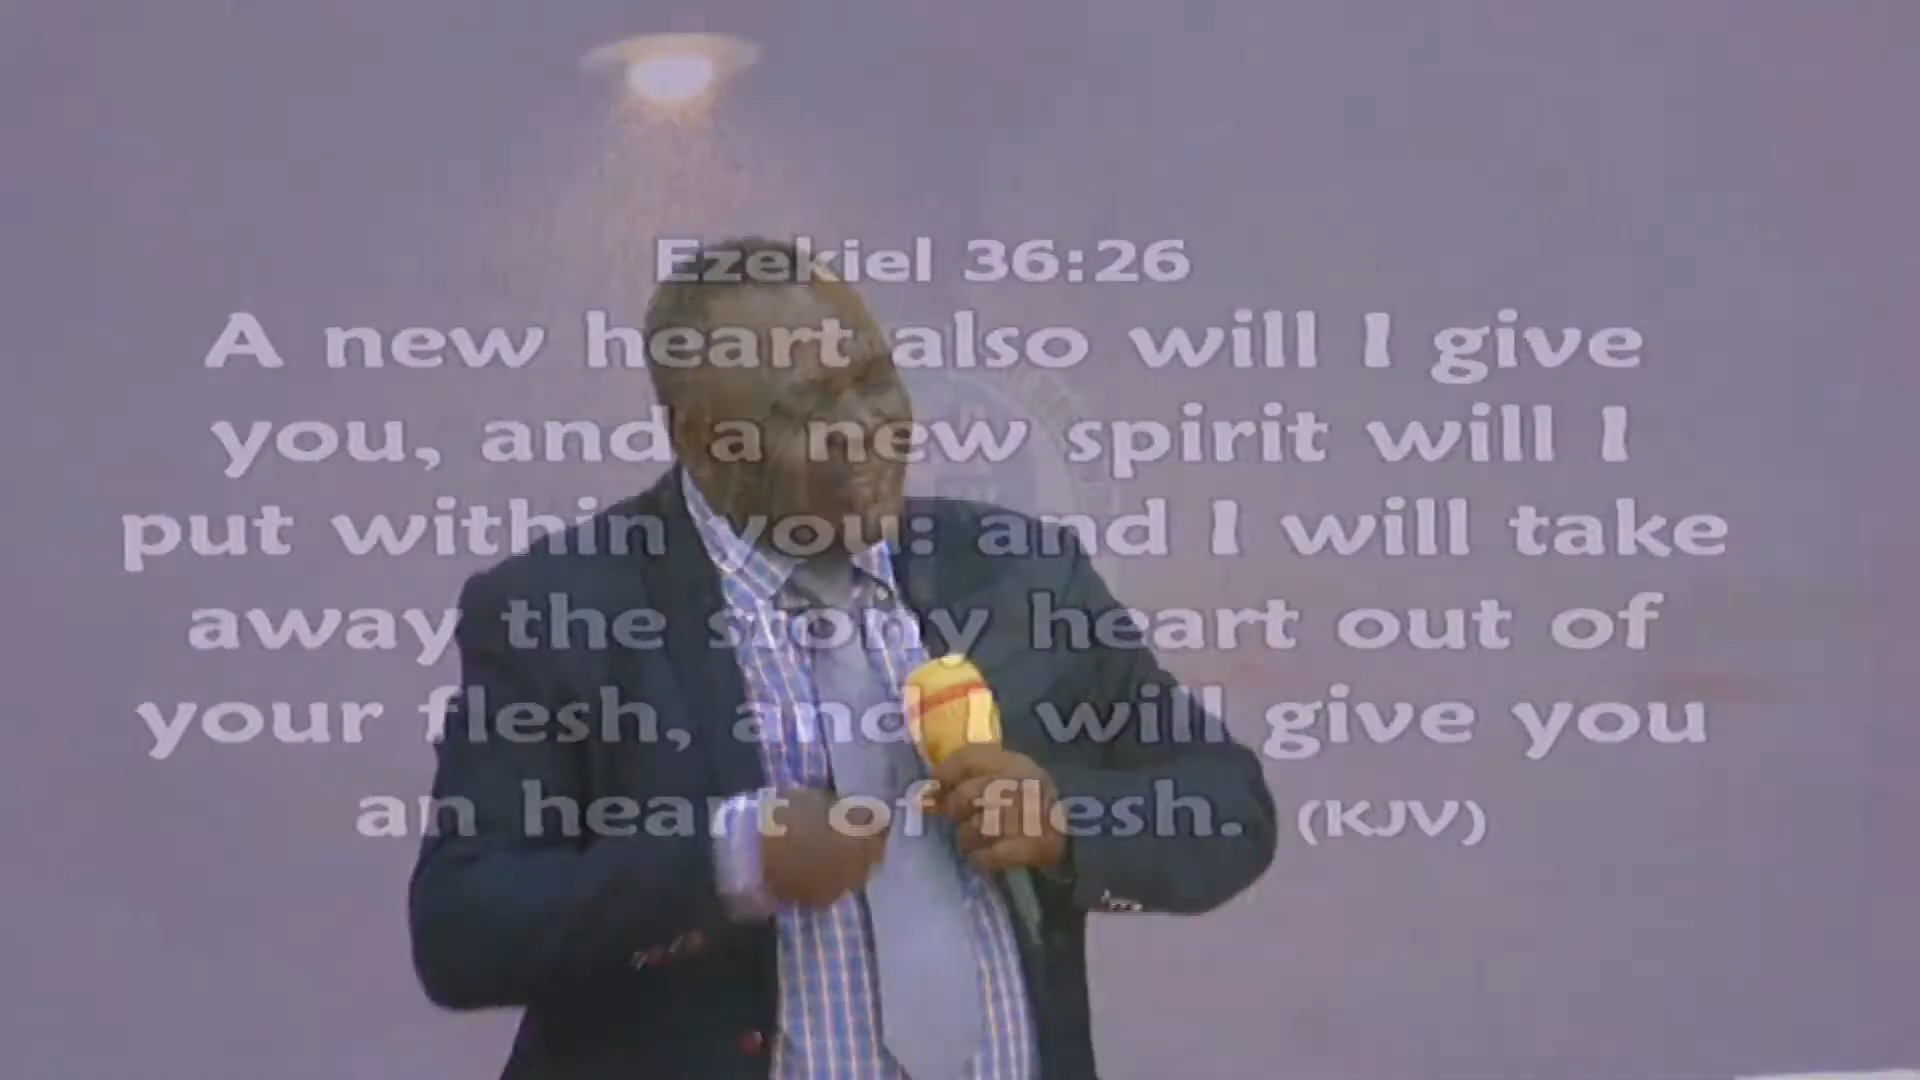 Ezekiel 36:26
A new heart also will I give
you, and a new spirit will I
put within you: and I will take
away the stony heart out of
your flesh, and I will give you
an heart of flesh. (KJV)